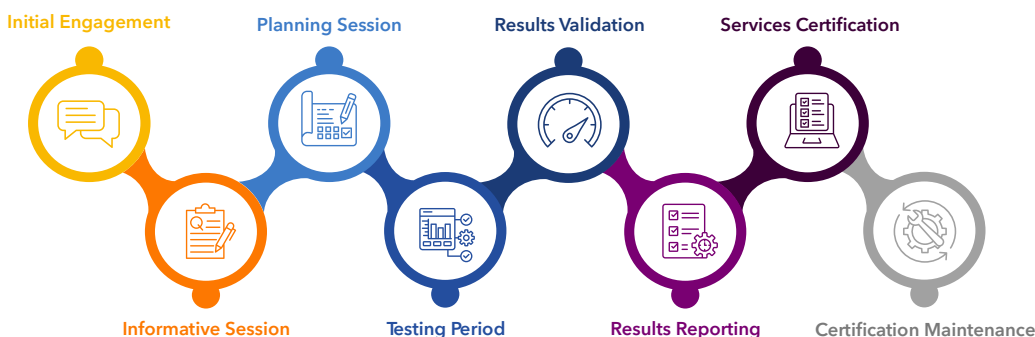 Initial Engagement
Planning Session
Results Validation
Services Certification
Informative Session
Testing Period
Results Reporting
Certification Maintenance